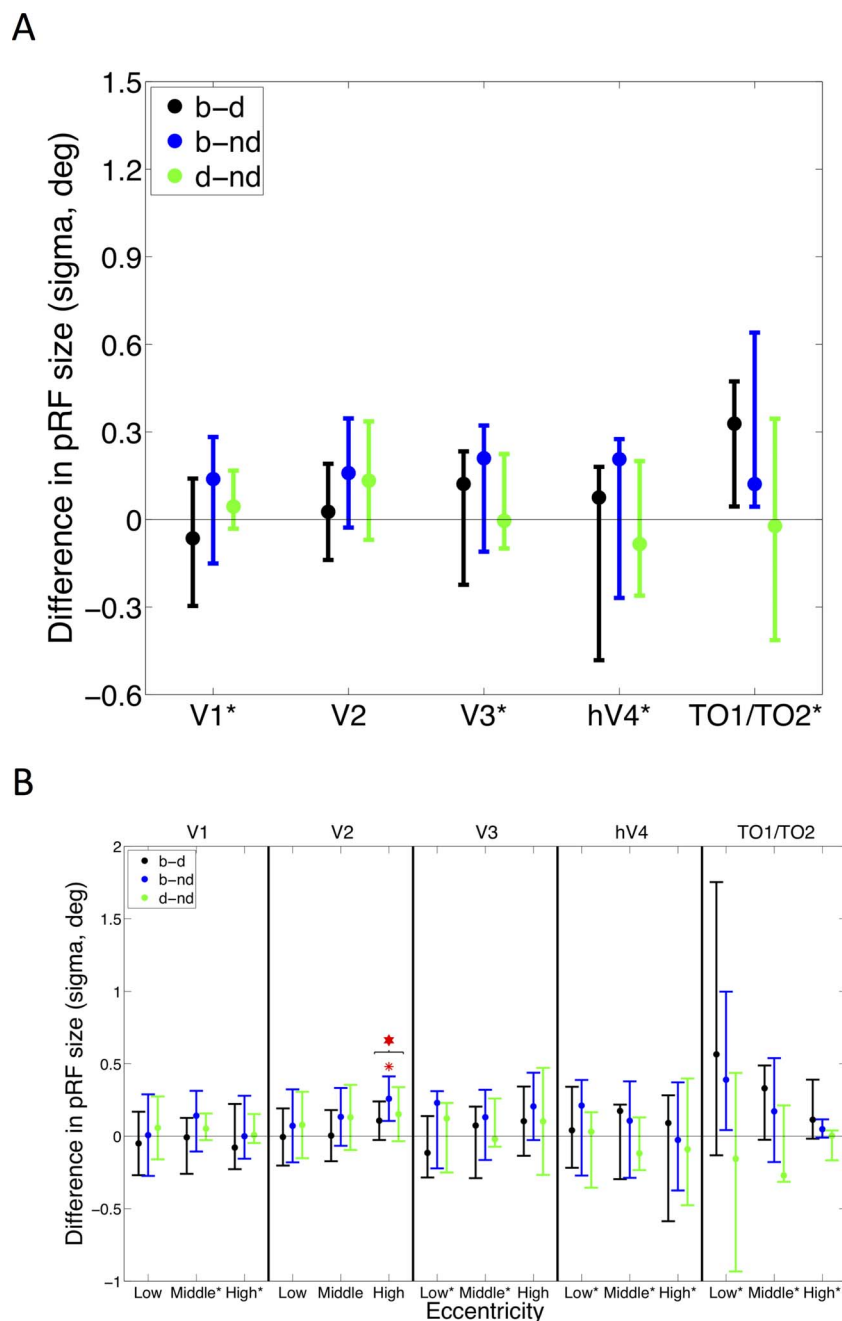 A
Difference in pRF size (sigma, deg)
1.5
1.2
0.9
0.6
0.3
0
−0.3
−0.6
b−d
b−nd
d−nd
V1* V2 V3* hV4* TO1/TO2*
B
V1 V2 V3 hV4 TO1/TO2
Difference in pRF size (sigma, deg)
2
1.5
1
0.5
0
−0.5
−1
b−d
b−nd
d−nd
Low Middle* High* Low Middle High Low* Middle* High Low* Middle* High* Low* Middle* High*
Eccentricity